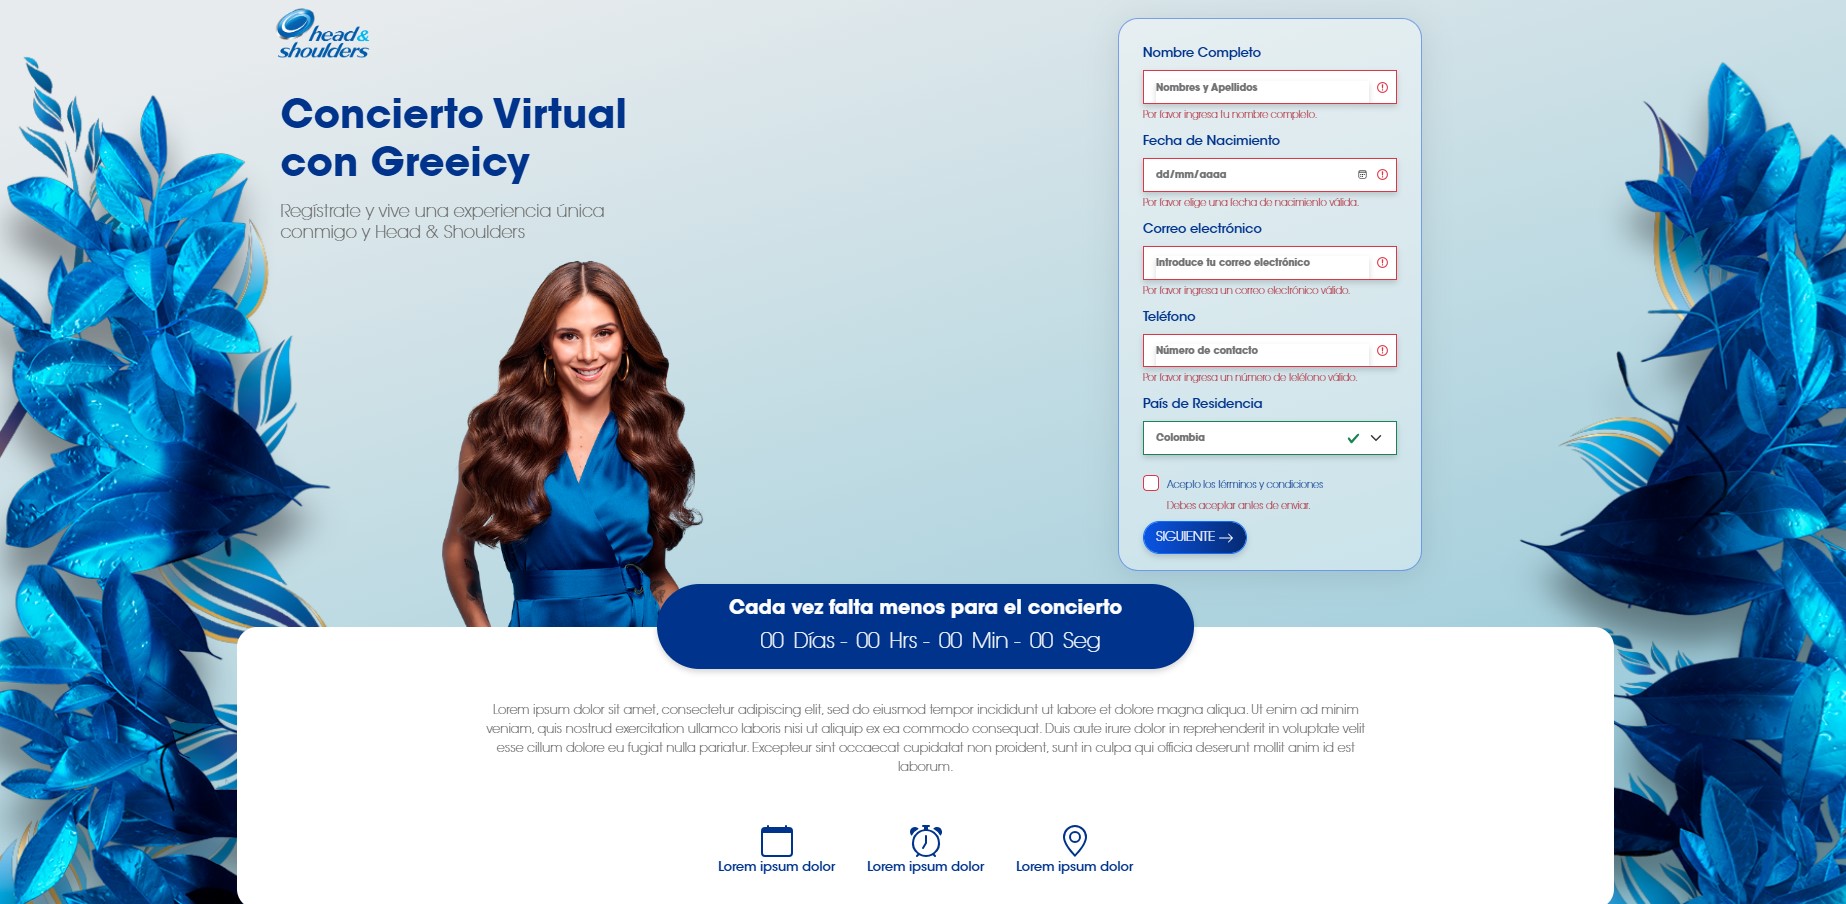 head&
shoulders
Concierto Virtual
con Greeicy
Regístrate y vive una experiencia única
conmigo y Head & Shoulders
Nombre Completo
Nombres y Apellidos
Por favor ingresa tu nombre completo.
Fecha de Nacimiento
dd/mm/aaaa
Por favor elige una fecha de nacimiento válida.
Correo electrónico
Introduce tu correo electrónico
Por favor ingresa un correo electrónico válido.
Teléfono
Número de contacto
Por favor ingresa un número de teléfono válido.
País de Residencia
Colombia
Acepto los términos y condiciones
Debes aceptar antes de enviar.
SIGUIENTE
Cada vez falta menos para el concierto
00 Días - 00 Hrs - 00 Min - 00 Seg
Lorem ipsum dolor sit amet, consectetur adipiscing elit, sed do eiusmod tempor incididunt ut labore et dolore magna aliqua. Ut enim ad minim
veniam, quis nostrud exercitation ullamco laboris nisi ut aliquip ex ea commodo consequat. Duis aute irure dolor in reprehenderit in voluptate velit
esse cillum dolore eu fugiat nulla pariatur. Excepteur sint occaecat cupidatat non proident, sunt in culpa qui officia deserunt mollit anim id est
laborum.
Lorem ipsum dolor
Lorem ipsum dolor
Lorem ipsum dolor